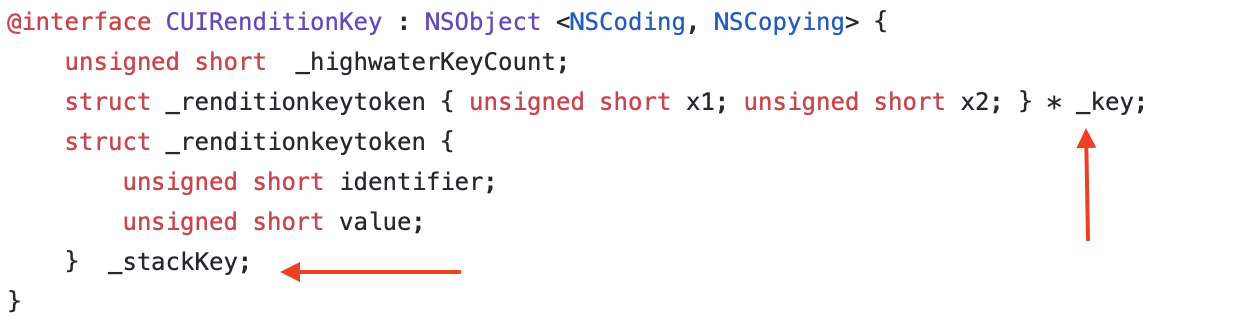 @interface CUIRenditionKey : NSObject <NSCoding, NSCopying> {
    unsigned short  _highwaterKeyCount;
    struct _renditionkeytoken { unsigned short x1; unsigned short x2; } * _key;
    struct _renditionkeytoken {
        unsigned short identifier;
        unsigned short value;
    }  _stackKey;
}